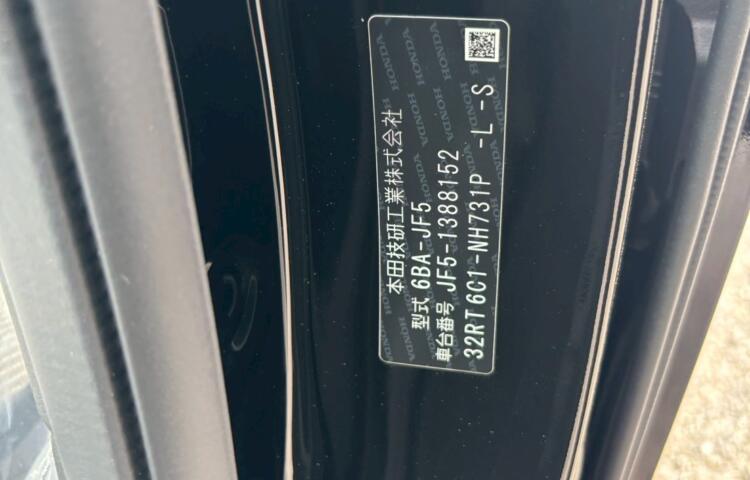 本田技研工業株式会社
型式 6BA-JF5
車台番号 JF5-1388152
32RT6C1-NH731P -L -S